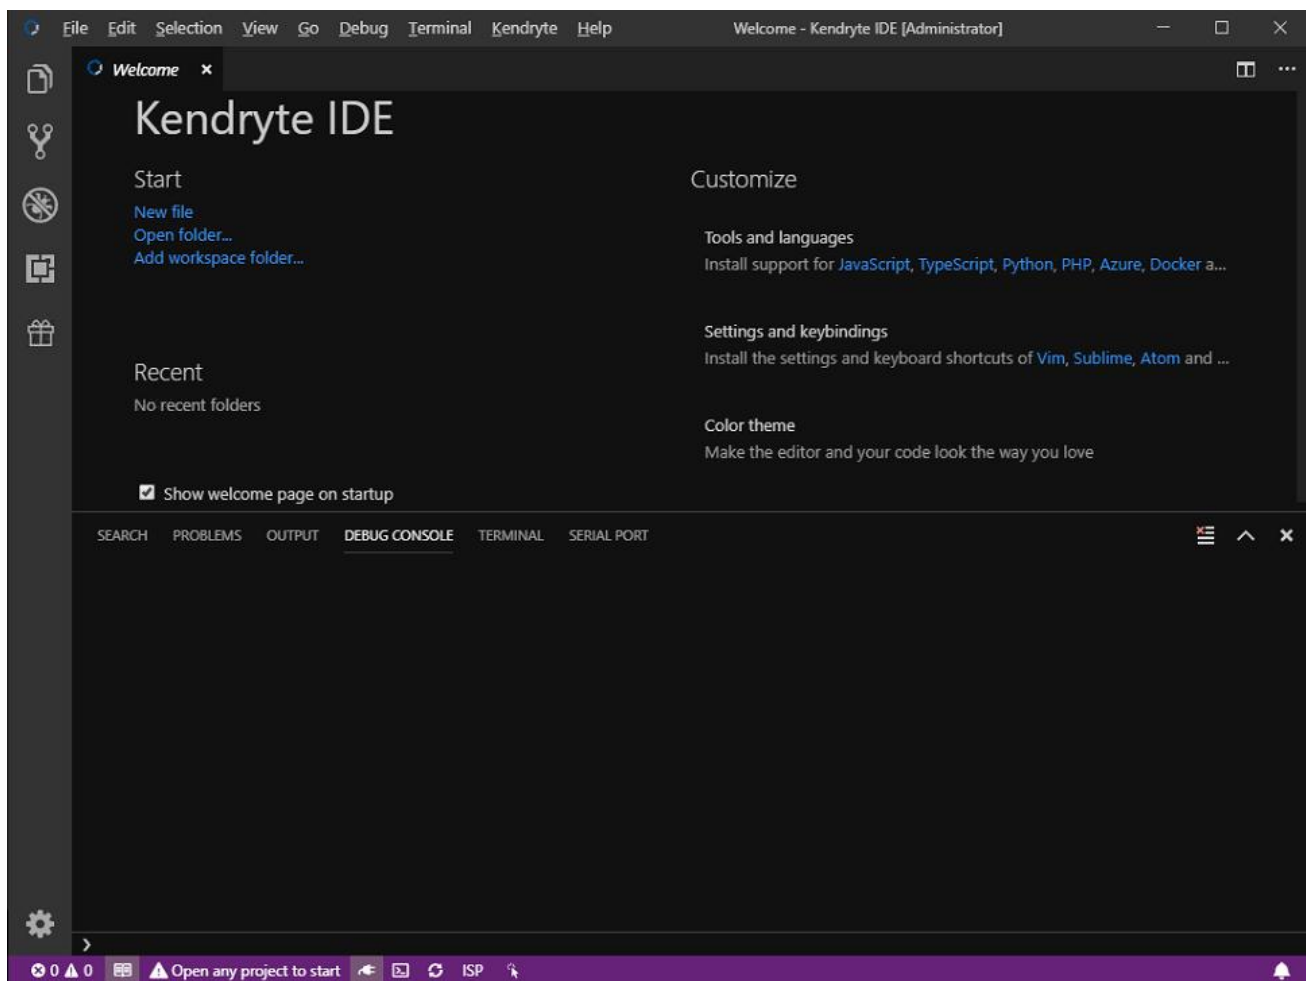 File Edit Selection View Go Debug Terminal Kendryte Help Welcome - Kendryte IDE [Administrator]
Welcome
Kendryte IDE
Start
New file
Open folder...
Add workspace folder...
Recent
No recent folders
Show welcome page on startup
Customize
Tools and languages
Install support for JavaScript, TypeScript, Python, PHP, Azure, Docker a...
Settings and keybindings
Install the settings and keyboard shortcuts of Vim, Sublime, Atom and ...
Color theme
Make the editor and your code look the way you love
SEARCH PROBLEMS OUTPUT DEBUG CONSOLE TERMINAL SERIAL PORT
0 0 Open any project to start ISP